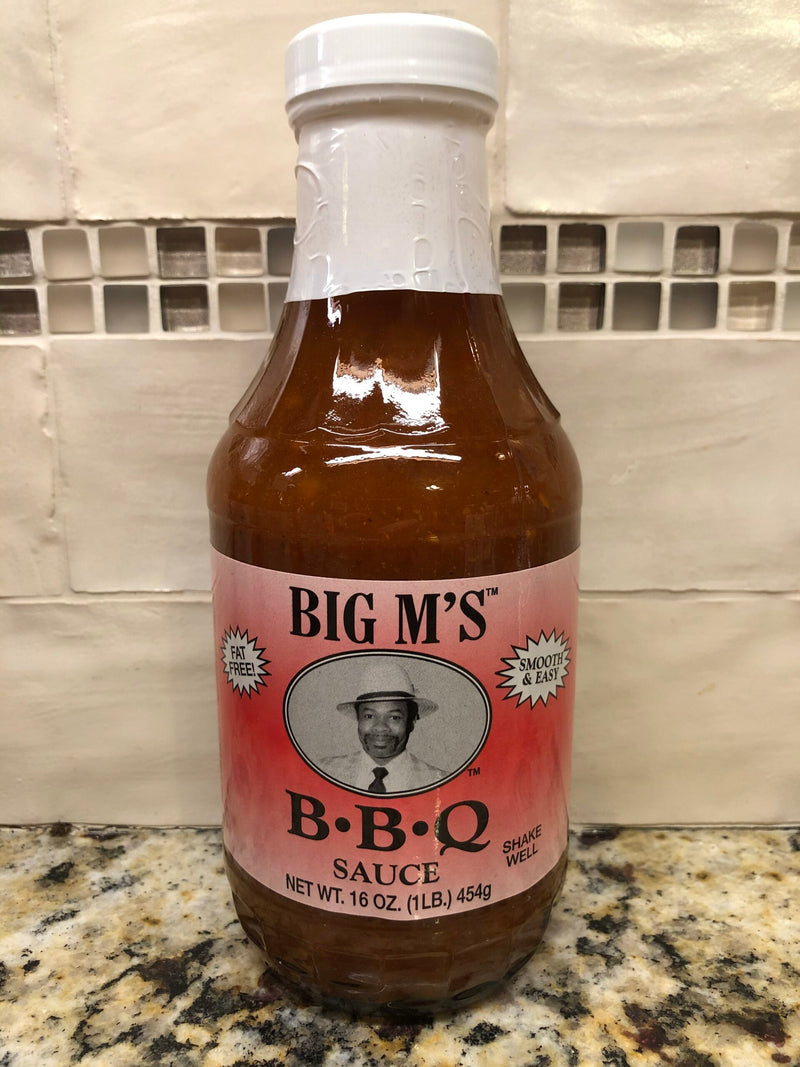 BIG M'S™
FAT
FREE!
SMOOTH
& EASY
™
B•B•Q
SAUCE
SHAKE
WELL
NET WT. 16 OZ. (1LB.) 454g